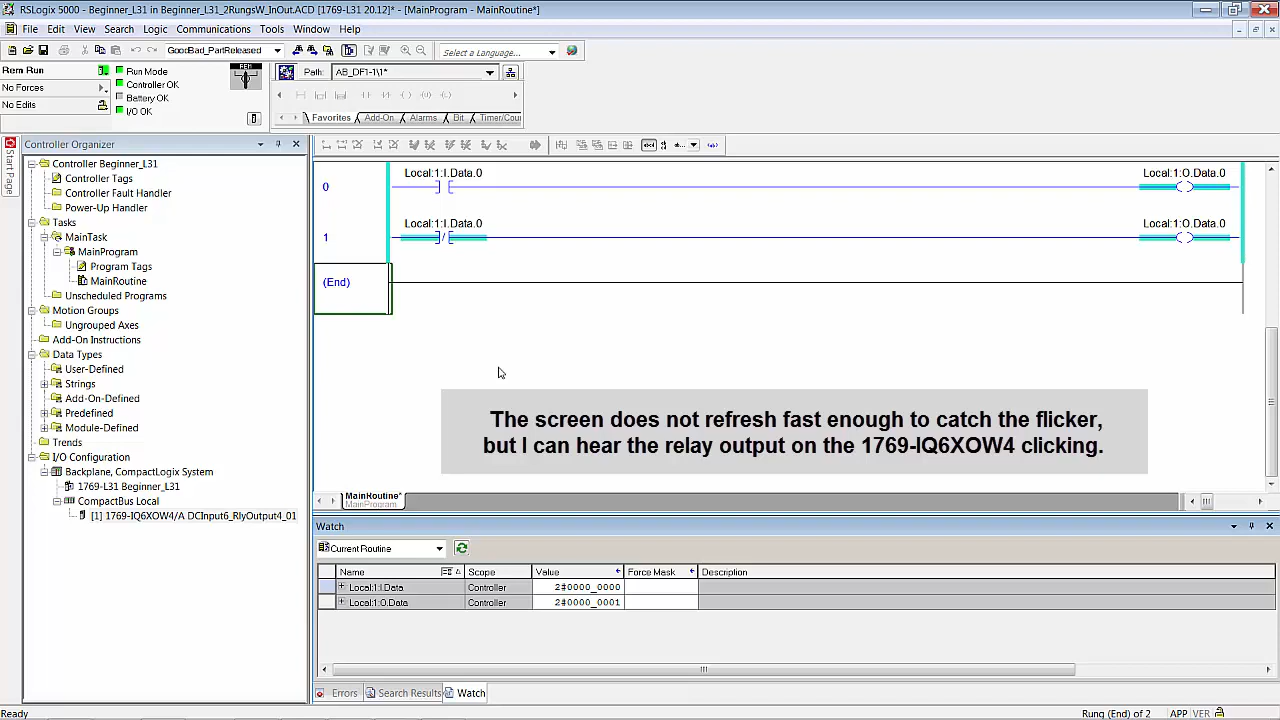 RSLogix 5000 - Beginner_L31 in Beginner_L31_2RungsW_InOut.ACD [1769-L31 20.12]* - [MainProgram - MainRoutine*]
File Edit View Search Logic Communications Tools Window Help
GoodBad_PartReleased
Select a Language...
Rem Run
No Forces
No Edits
Run Mode
Controller OK
Battery OK
I/O OK
REM
Path: AB_DF1-1\1*
Favorites Add-On Alarms Bit Timer/Cou
Start Page
Controller Organizer
Controller Beginner_L31
Controller Tags
Controller Fault Handler
Power-Up Handler
Tasks
MainTask
MainProgram
Program Tags
MainRoutine
Unscheduled Programs
Motion Groups
Ungrouped Axes
Add-On Instructions
Data Types
User-Defined
Strings
Add-On-Defined
Predefined
Module-Defined
Trends
I/O Configuration
Backplane, CompactLogix System
1769-L31 Beginner_L31
CompactBus Local
[1] 1769-IQ6XOW4/A DCInput6_RlyOutput4_01
Local:1:I.Data.0 Local:1:O.Data.0
0
Local:1:I.Data.0 Local:1:O.Data.0
1
(End)
The screen does not refresh fast enough to catch the flicker,
but I can hear the relay output on the 1769-IQ6XOW4 clicking.
MainRoutine*
MainProgram
Watch
Current Routine
Name Scope Value Force Mask Description
Local:1:I.Data Controller 2#0000_0000
Local:1:O.Data Controller 2#0000_0001
Errors Search Results Watch
Ready
Rung (End) of 2 APP VER